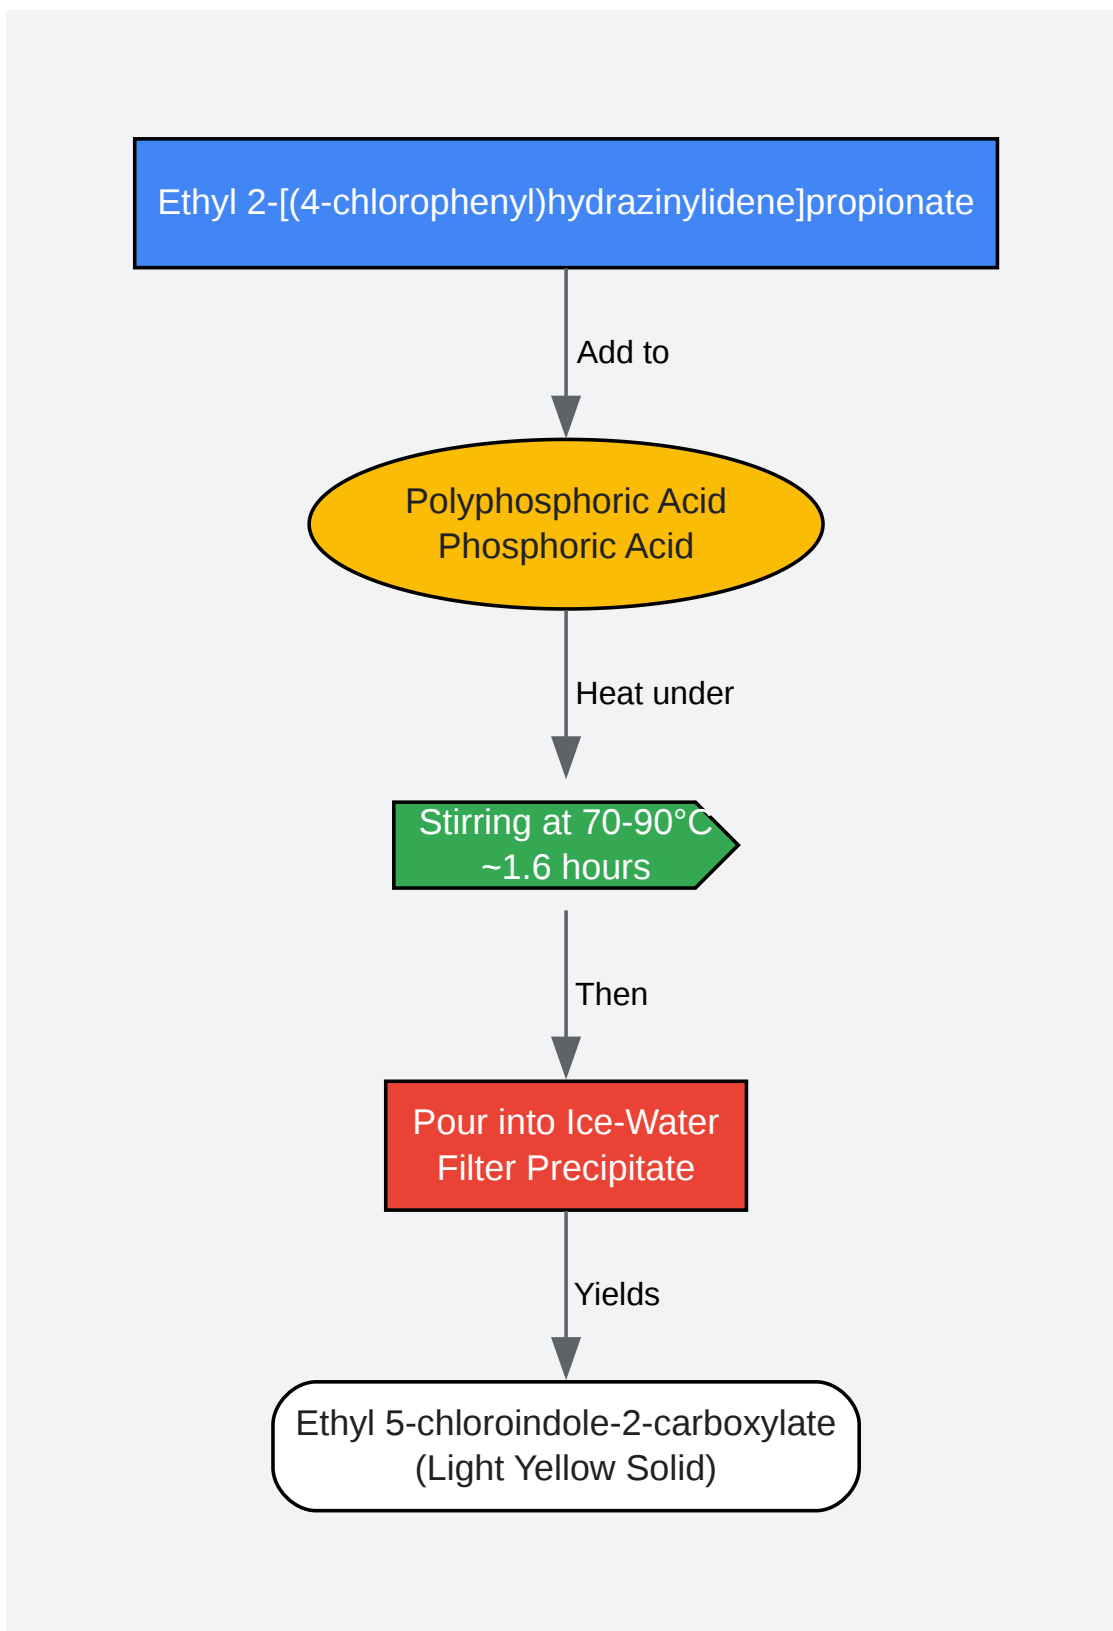 Ethyl 2-[(4-chlorophenyl)hydrazinylidene]propionate
Add to
Polyphosphoric Acid
Phosphoric Acid
Heat under
Stirring at 70-90°C
~1.6 hours
Then
Pour into Ice-Water
Filter Precipitate
Yields
Ethyl 5-chloroindole-2-carboxylate
(Light Yellow Solid)